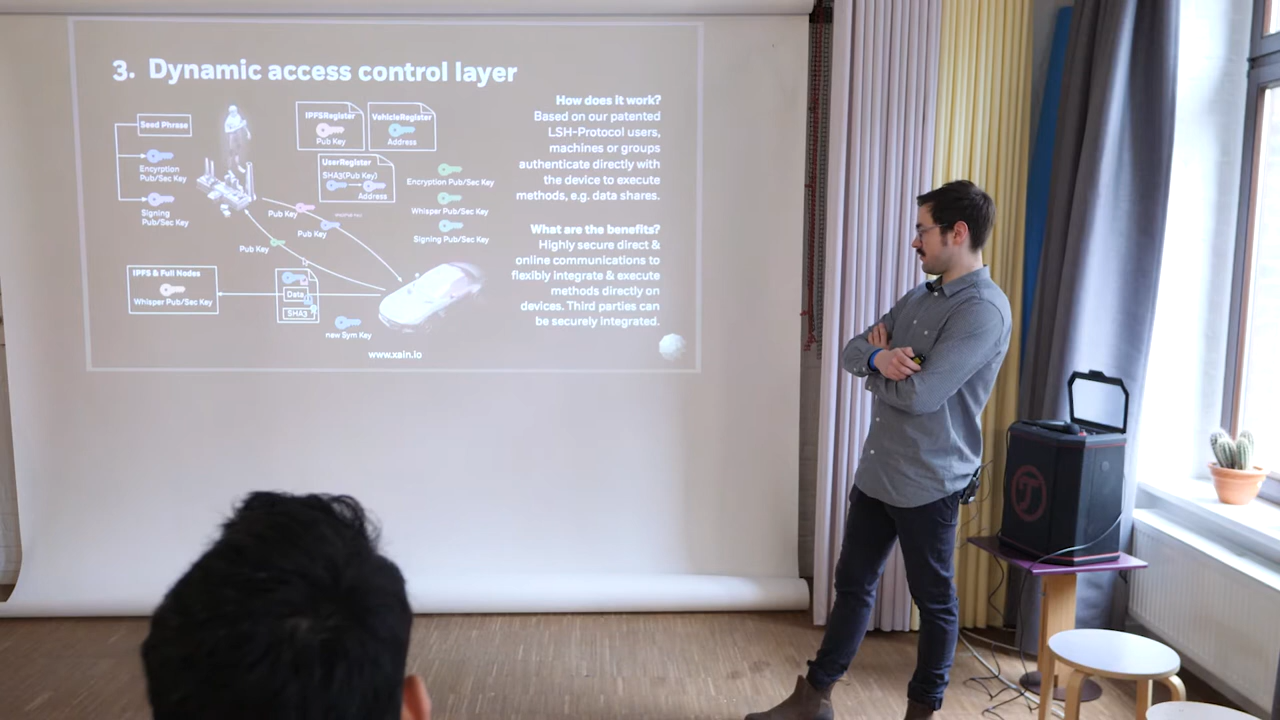 3. Dynamic access control layer
Seed Phrase
Encyrption
Pub/Sec Key
Signing
Pub/Sec Key
IPFSRegister
Pub Key
VehicleRegister
Address
UserRegister
SHA3(Pub Key)
Address
Encryption Pub/Sec Key
Whisper Pub/Sec Key
Signing Pub/Sec Key
Pub Key
Pub Key
Pub Key
IPFS & Full Nodes
Whisper Pub/Sec Key
Data
SHA3
new Sym Key
www.xain.io
How does it work?
Based on our patented
LSH-Protocol users,
machines or groups
authenticate directly with
the device to execute
methods, e.g. data shares.
What are the benefits?
Highly secure direct &
online communications to
flexibly integrate & execute
methods directly on
devices. Third parties can
be securely integrated.